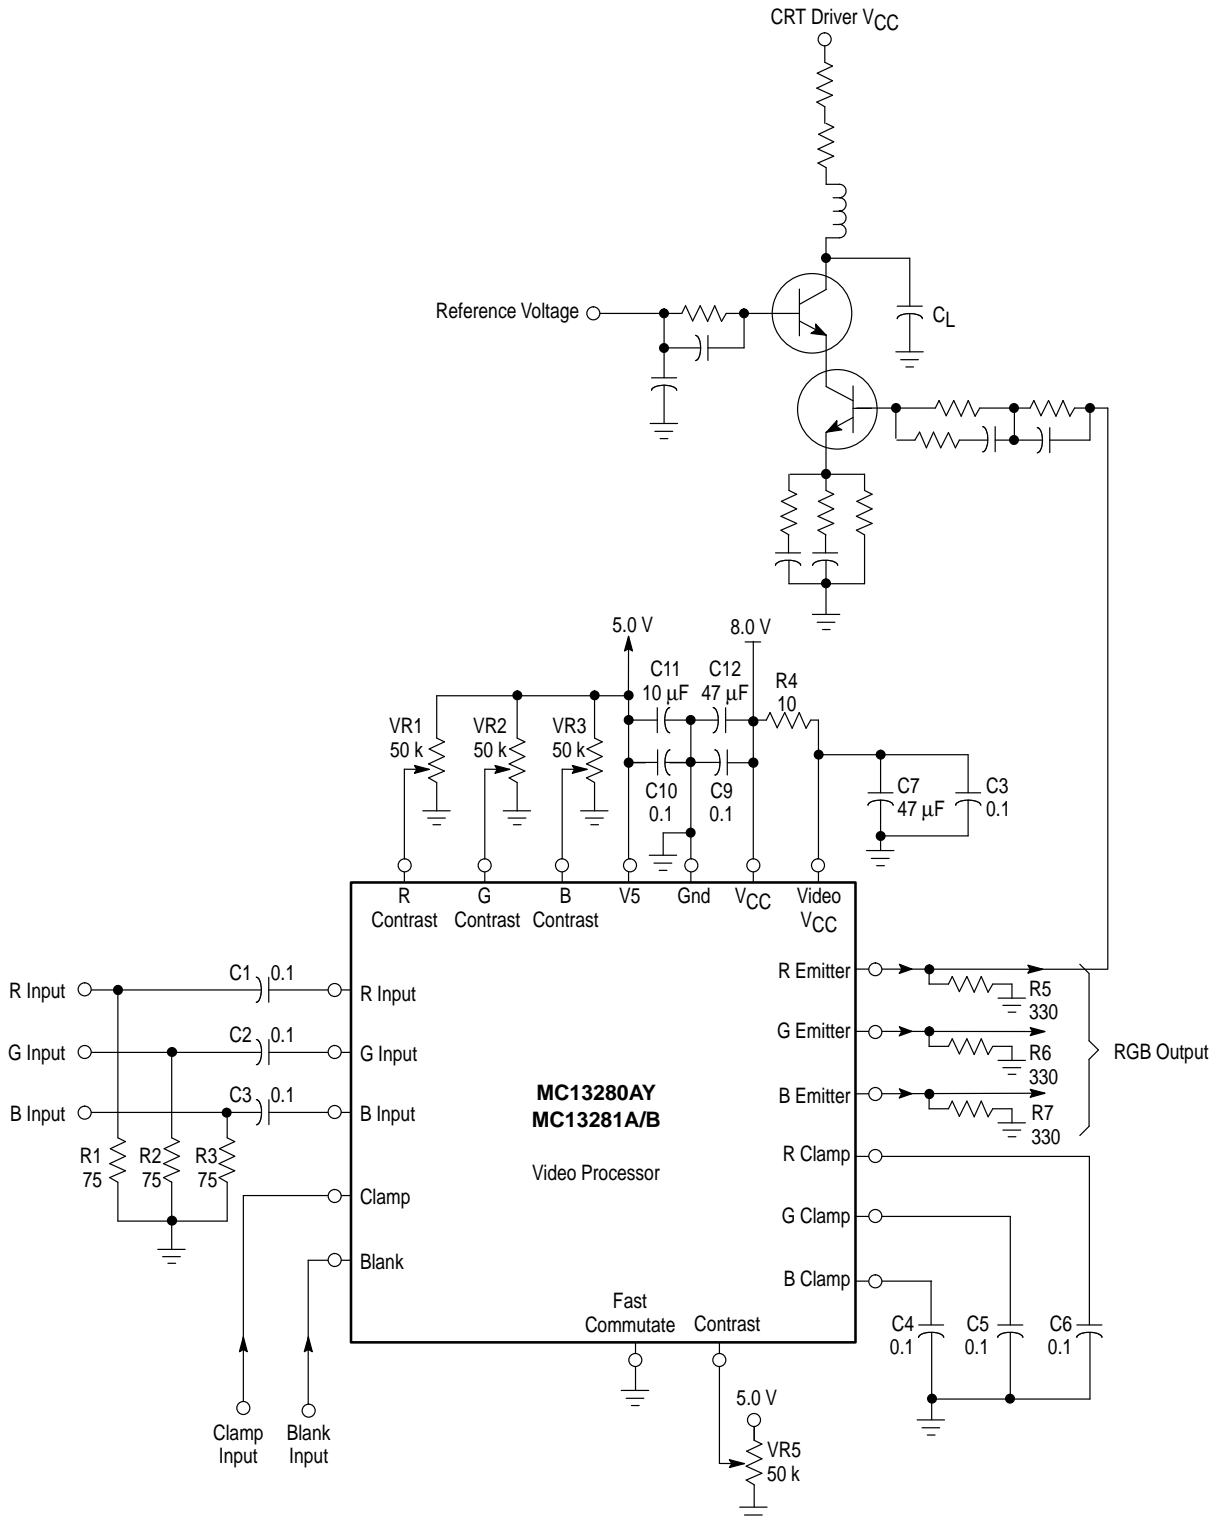 CRT Driver VCC
Reference Voltage
CL
5.0 V
8.0 V
C11
10 µF
C12
47 µF
R4
10
VR1
50 k
VR2
50 k
VR3
50 k
C10
0.1
C9
0.1
C7
47 µF
C3
0.1
R
Contrast
G
Contrast
B
Contrast
V5
Gnd
VCC
Video
VCC
R Input
C1
0.1
R Input
G Input
C2
0.1
G Input
B Input
C3
0.1
B Input
R1
75
R2
75
R3
75
Clamp
Blank
MC13280AY
MC13281A/B
Video Processor
R Emitter
R5
330
G Emitter
R6
330
B Emitter
R7
330
RGB Output
R Clamp
G Clamp
B Clamp
C4
0.1
C5
0.1
C6
0.1
Fast
Commutate
Contrast
Clamp
Input
Blank
Input
5.0 V
VR5
50 k